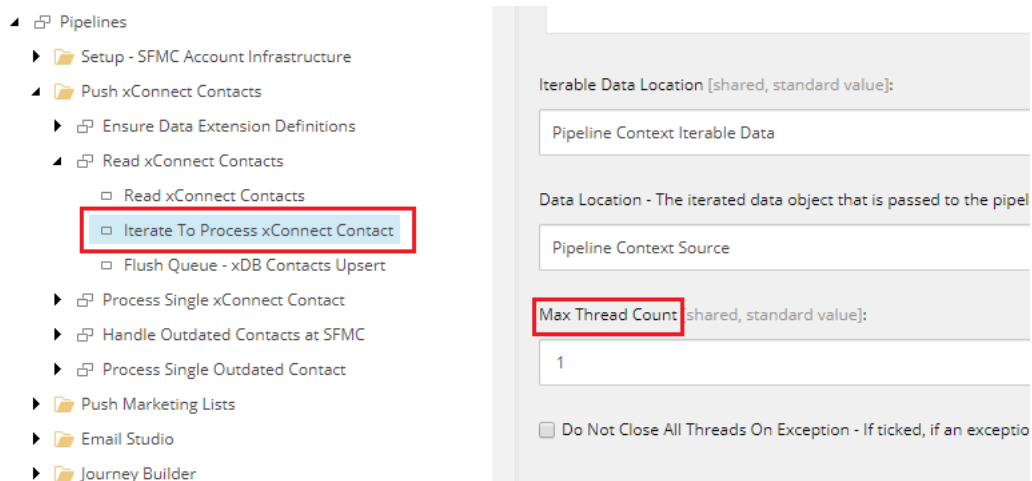 Pipelines
Setup - SFMC Account Infrastructure
Push xConnect Contacts
Ensure Data Extension Definitions
Read xConnect Contacts
Read xConnect Contacts
Iterate To Process xConnect Contact
Flush Queue - xDB Contacts Upsert
Process Single xConnect Contact
Handle Outdated Contacts at SFMC
Process Single Outdated Contact
Push Marketing Lists
Email Studio
Journey Builder
Iterable Data Location [shared, standard value]:
Pipeline Context Iterable Data
Data Location - The iterated data object that is passed to the pipel
Pipeline Context Source
Max Thread Count [shared, standard value]:
1
Do Not Close All Threads On Exception - If ticked, if an exceptio